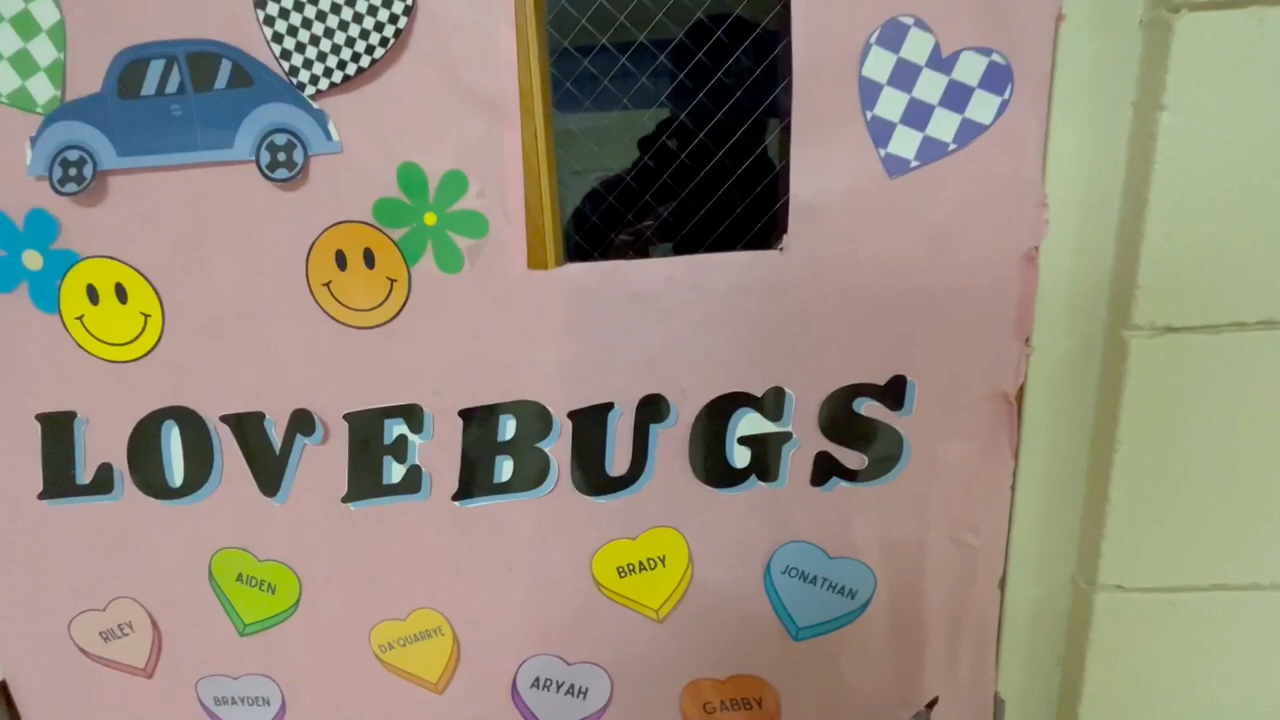 LOVEBUGS
AIDEN
BRADY
JONATHAN
RILEY
DA'QUARRYE
BRAYDEN
ARYAH
GABBY